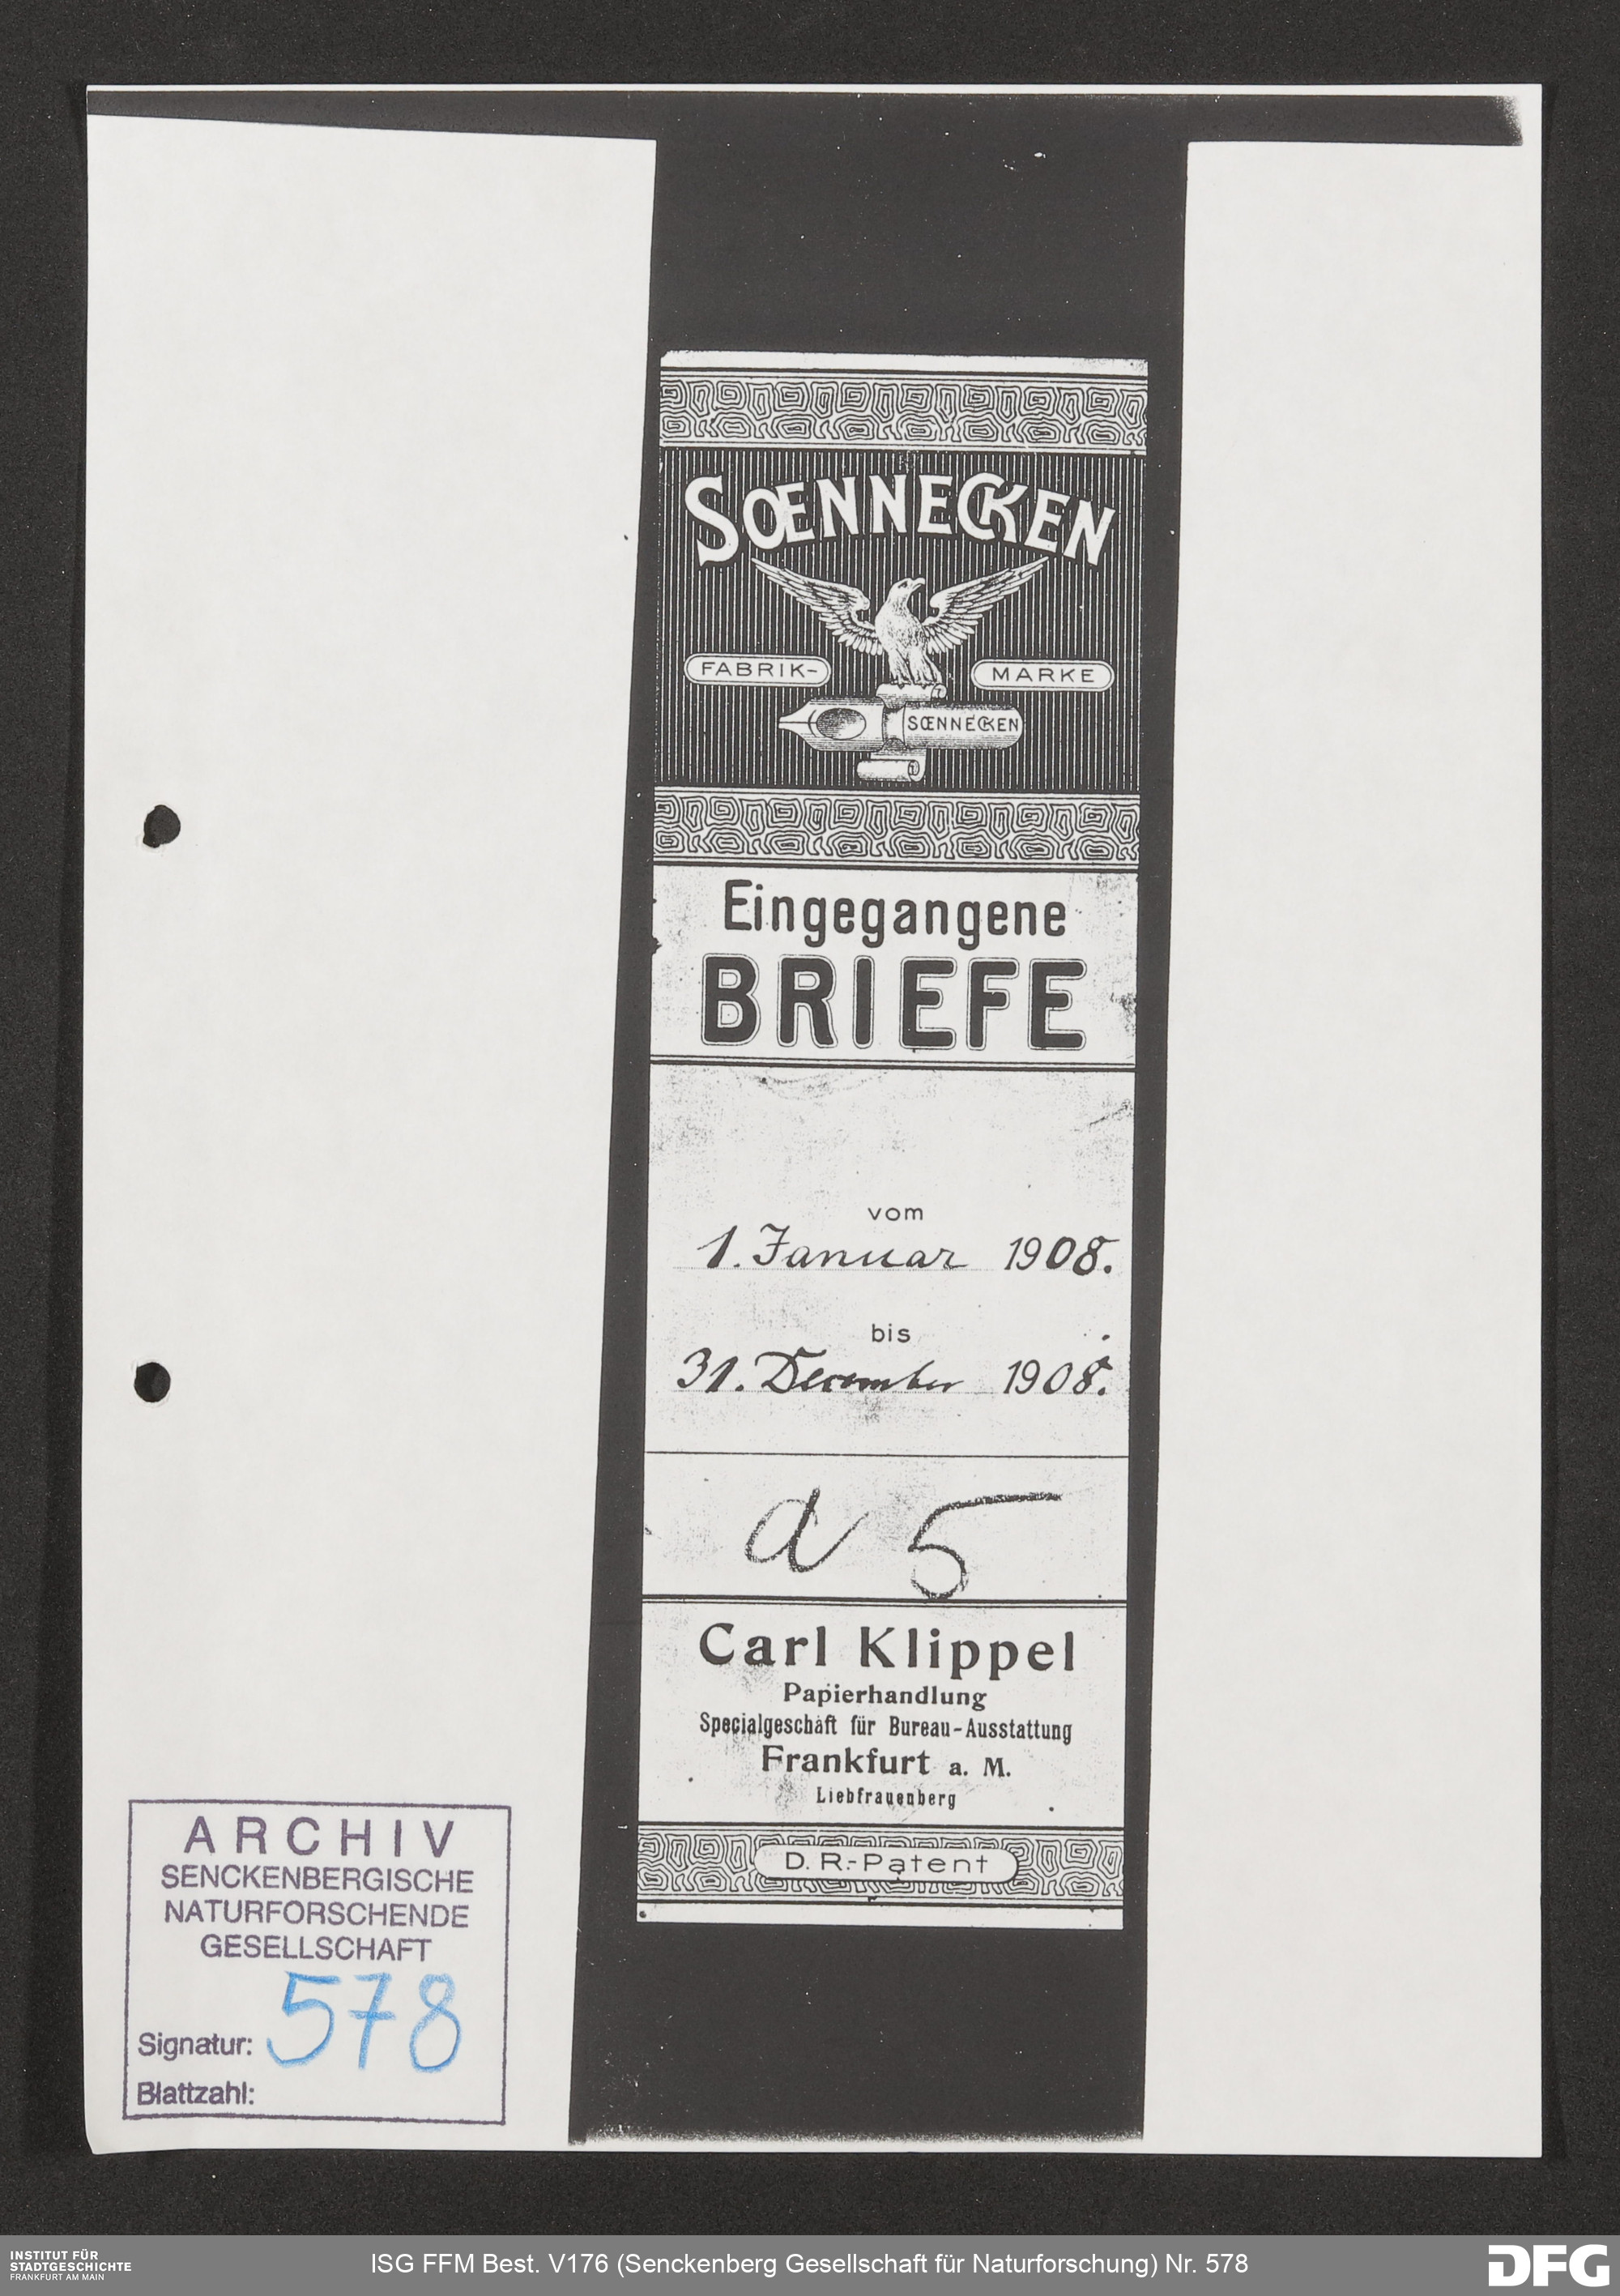 SŒNNECKEN
FABRIK-
MARKE
SŒNNECKEN
Eingegangene
BRIEFE
vom
1. Januar 1908.
bis
31. December 1908.
a 5
Carl Klippel
Papierhandlung
Specialgeschäft für Bureau-Ausstattung
Frankfurt a. M.
Liebfrauenberg
D. R.-Patent
ARCHIV
SENCKENBERGISCHE
NATURFORSCHENDE
GESELLSCHAFT
Signatur: 578
Blattzahl:
INSTITUT FÜR
STADTGESCHICHTE
FRANKFURT AM MAIN
ISG FFM Best. V176 (Senckenberg Gesellschaft für Naturforschung) Nr. 578
DFG